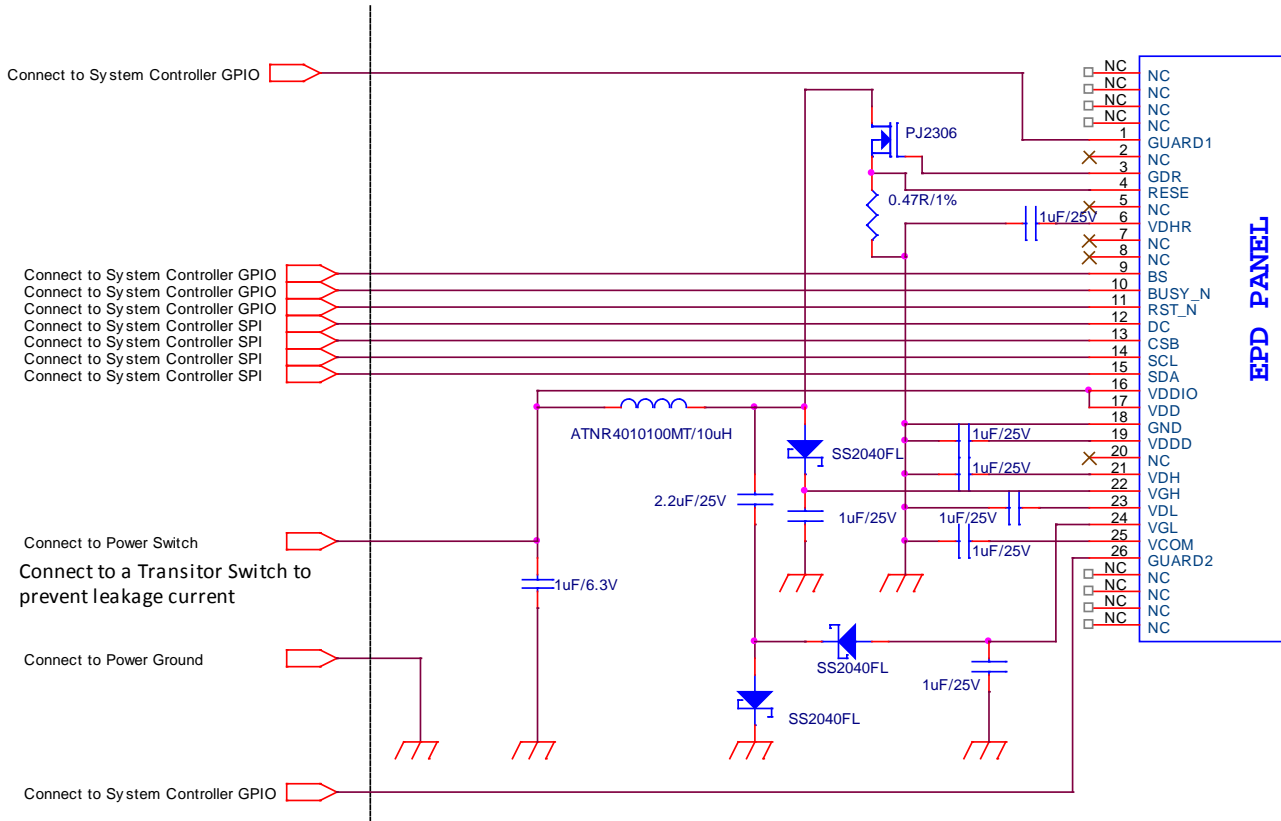 Connect to System Controller GPIO
NC
NC
NC
NC
NC
NC
NC
NC
PJ2306
1
GUARD1
2
NC
3
GDR
4
RESE
0.47R/1%
5
NC
1uF/25V
6
VDHR
7
NC
8
NC
Connect to System Controller GPIO
9
BS
Connect to System Controller GPIO
10
BUSY_N
Connect to System Controller GPIO
11
RST_N
Connect to System Controller SPI
12
DC
Connect to System Controller SPI
13
CSB
Connect to System Controller SPI
14
SCL
Connect to System Controller SPI
15
SDA
16
VDDIO
17
VDD
ATNR4010100MT/10uH
18
GND
1uF/25V
19
VDDD
SS2040FL
20
NC
1uF/25V
21
VDH
22
VGH
2.2uF/25V
23
VDL
1uF/25V
1uF/25V
24
VGL
Connect to Power Switch
25
VCOM
1uF/25V
26
GUARD2
Connect to a Transitor Switch to
prevent leakage current
1uF/6.3V
NC
NC
NC
NC
NC
NC
NC
NC
EPD PANEL
Connect to Power Ground
SS2040FL
1uF/25V
SS2040FL
Connect to System Controller GPIO